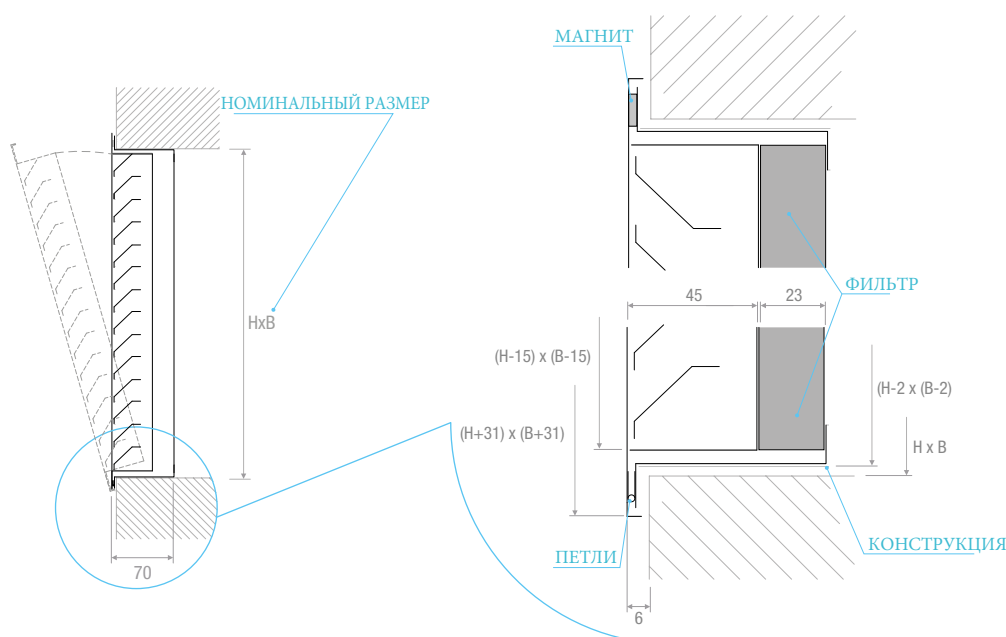 МАГНИТ
НОМИНАЛЬНЫЙ РАЗМЕР
ФИЛЬТР
45
23
HxB
(H-15) x (B-15)
(H-2 x (B-2)
(H+31) x (B+31)
H x B
КОНСТРУКЦИЯ
ПЕТЛИ
70
6